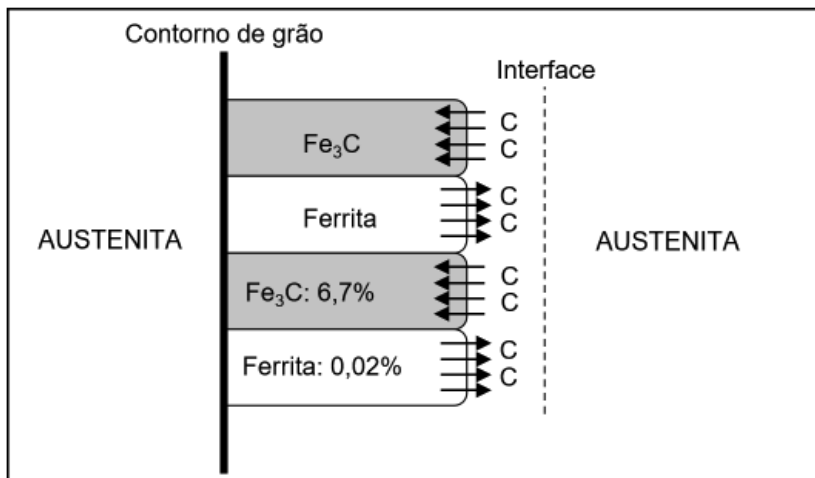 Contorno de grão
Interface
Fe₃C
C
C
Ferrita
C
C
AUSTENITA
AUSTENITA
Fe₃C: 6,7%
C
C
Ferrita: 0,02%
C
C